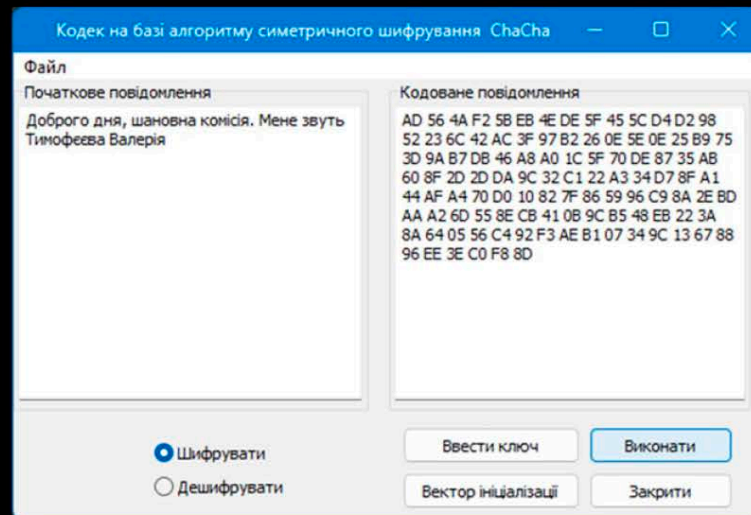 Кодек на базі алгоритму симетричного шифрування ChaCha
Файл
Початкове повідомлення
Доброго дня, шановна комісія. Мене звуть
Тимофеєва Валерія
Кодоване повідомлення
AD 56 4A F2 5B EB 4E DE 5F 45 5C D4 D2 98
52 23 6C 42 AC 3F 97 B2 26 0E 5E 0E 25 B9 75
3D 9A B7 DB 46 A8 A0 1C 5F 70 DE 87 35 AB
60 8F 2D 2D DA 9C 32 C1 22 A3 34 D7 8F A1
44 AF A4 70 D0 10 82 7F 86 59 96 C9 8A 2E BD
AA A2 6D 55 8E CB 41 0B 9C B5 48 EB 22 3A
8A 64 05 56 C4 92 F3 AE B1 07 34 9C 13 67 88
96 EE 3E C0 F8 8D
Шифрувати
Дешифрувати
Ввести ключ
Виконати
Вектор ініціалізації
Закрити